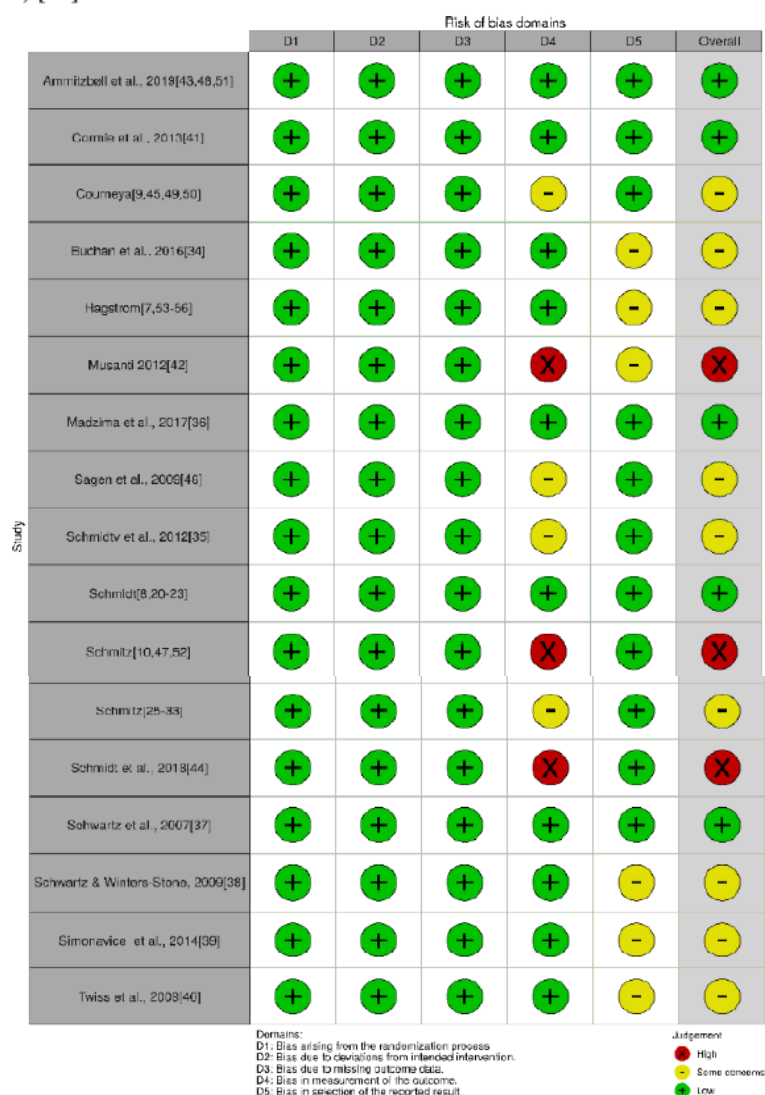 Risk of bias domains
D1 D2 D3 D4 D5 Overall
Ammitzbøll et al., 2019[43,48,51] + + + + + +
Cormie et al., 2013[41] + + + + + +
Courneya[9,45,49,50] + + + - + -
Buchan et al., 2016[34] + + + + - -
Hagstrom[7,53-56] + + + + - -
Musanti 2012[42] + + + X - X
Madzima et al., 2017[36] + + + + + +
Sagen et al., 2009[46] + + + - + -
Study
Schmidtv et al., 2012[35] + + + - + -
Schmidt[8,20-23] + + + + + +
Schmitz[10,47,52] + + + X + X
Schmitz[25-33] + + + - + -
Schmidt et al., 2018[44] + + + X + X
Schwartz et al., 2007[37] + + + + + +
Schwartz & Winters-Stone, 2009[38] + + + + - -
Simonavice et al., 2014[39] + + + + - -
Twiss et al., 2009[40] + + + + - -
Domains:
D1: Bias arising from the randomization process
D2: Bias due to deviations from intended intervention.
D3: Bias due to missing outcome data.
D4: Bias in measurement of the outcome.
D5: Bias in selection of the reported result.
Judgement
X High
- Some concerns
+ Low